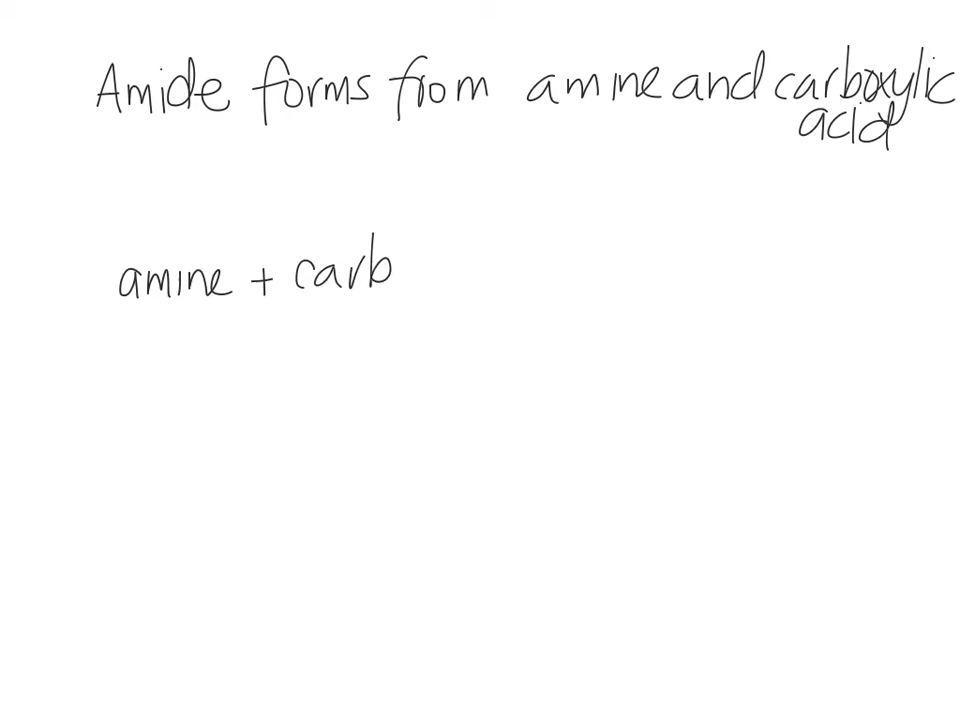 Amide forms from amine and carboxylic
acid
amine + carb